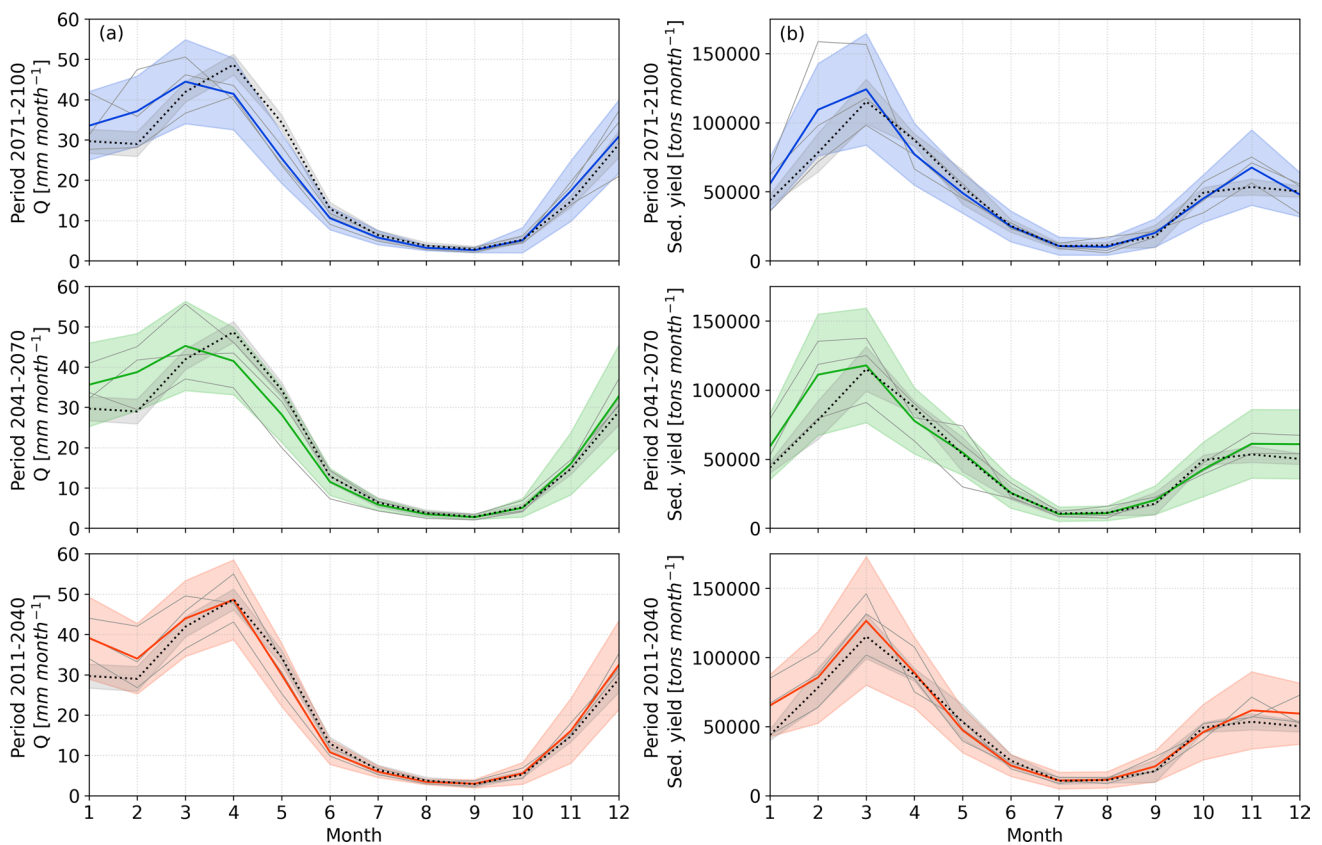 (a)
60
50
40
30
20
10
0
Period 2071-2100
Q [mm month⁻¹]
(b)
150000
100000
50000
0
Period 2071-2100
Sed. yield [tons month⁻¹]
60
50
40
30
20
10
0
Period 2041-2070
Q [mm month⁻¹]
150000
100000
50000
0
Period 2041-2070
Sed. yield [tons month⁻¹]
60
50
40
30
20
10
0
Period 2011-2040
Q [mm month⁻¹]
1 2 3 4 5 6 7 8 9 10 11 12
Month
150000
100000
50000
0
Period 2011-2040
Sed. yield [tons month⁻¹]
1 2 3 4 5 6 7 8 9 10 11 12
Month